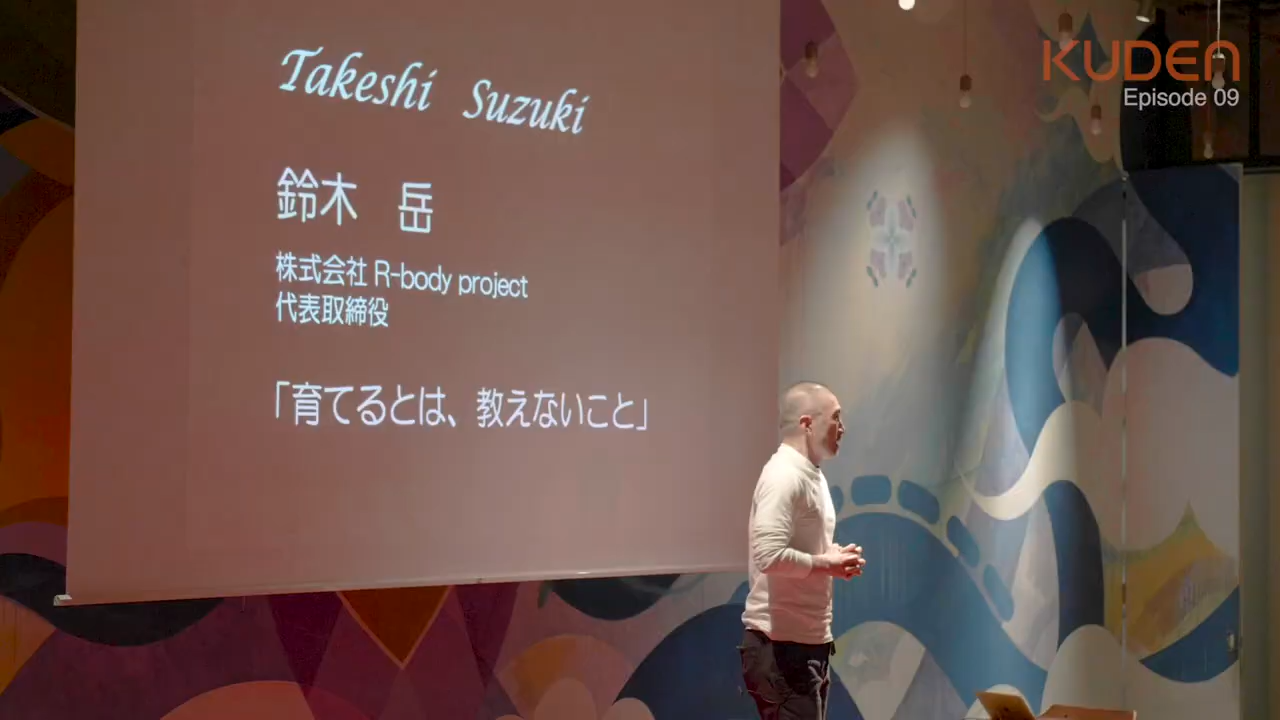 Takeshi Suzuki
鈴木 岳
株式会社 R-body project
代表取締役
「育てるとは、教えないこと」
KUDEN
Episode 09